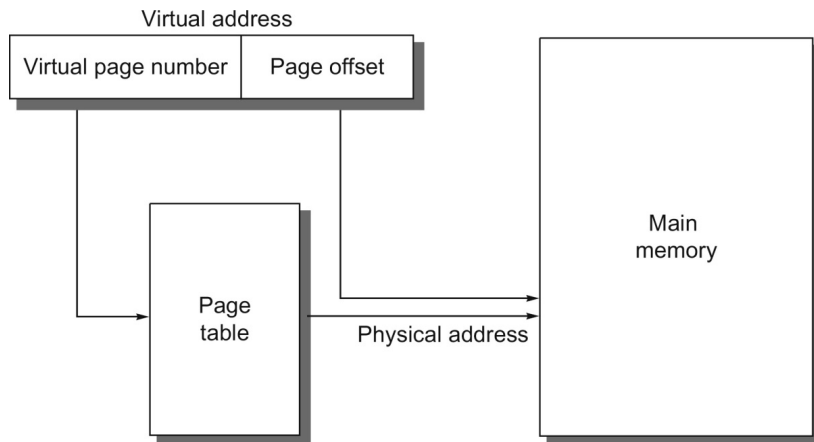 Virtual address
Virtual page number
Page offset
Main
memory
Page
table
Physical address